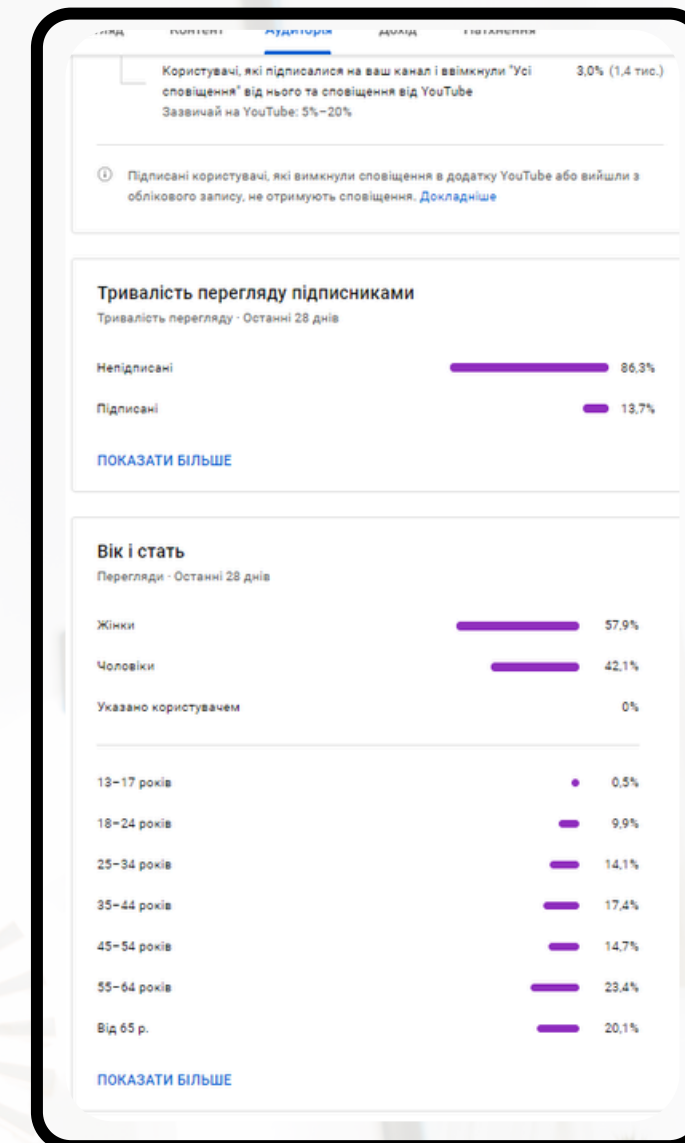 Контент Аудиторія Дохід Натхнення
Користувачі, які підписалися на ваш канал і ввімкнули "Усі 3,0% (1,4 тис.)
сповіщення" від нього та сповіщення від YouTube
Зазвичай на YouTube: 5%–20%
Підписані користувачі, які вимкнули сповіщення в додатку YouTube або вийшли з
облікового запису, не отримують сповіщення. Докладніше
Тривалість перегляду підписниками
Тривалість перегляду · Останні 28 днів
Непідписані 86,3%
Підписані 13,7%
ПОКАЗАТИ БІЛЬШЕ
Вік і стать
Перегляди · Останні 28 днів
Жінки 57,9%
Чоловіки 42,1%
Указано користувачем 0%
13–17 років 0,5%
18–24 років 9,9%
25–34 років 14,1%
35–44 років 17,4%
45–54 років 14,7%
55–64 років 23,4%
Від 65 р. 20,1%
ПОКАЗАТИ БІЛЬШЕ